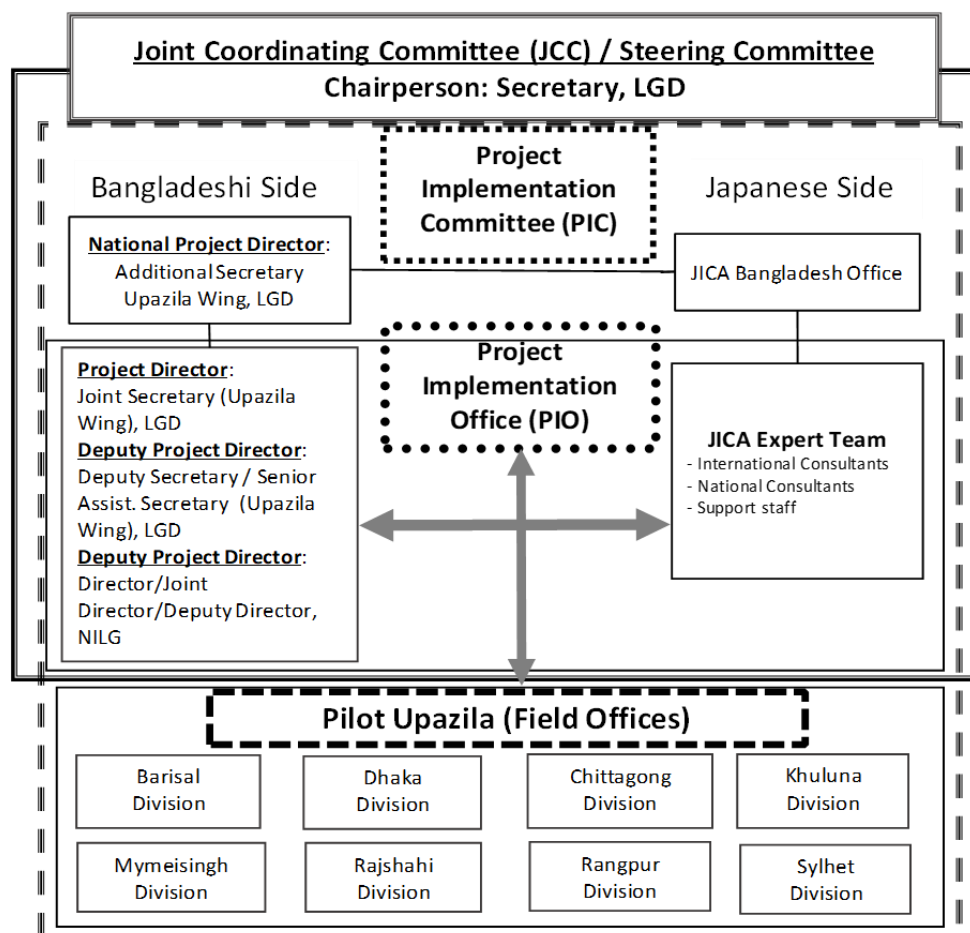 Joint Coordinating Committee (JCC) / Steering Committee
Chairperson: Secretary, LGD
Project
Implementation
Committee (PIC)
Bangladeshi Side
Japanese Side
National Project Director:
Additional Secretary
Upazila Wing, LGD
JICA Bangladesh Office
Project
Implementation
Office (PIO)
Project Director:
Joint Secretary (Upazila
Wing), LGD
Deputy Project Director:
Deputy Secretary / Senior
Assist. Secretary (Upazila
Wing), LGD
Deputy Project Director:
Director/Joint
Director/Deputy Director,
NILG
JICA Expert Team
- International Consultants
- National Consultants
- Support staff
Pilot Upazila (Field Offices)
Barisal
Division
Dhaka
Division
Chittagong
Division
Khuluna
Division
Mymeisingh
Division
Rajshahi
Division
Rangpur
Division
Sylhet
Division